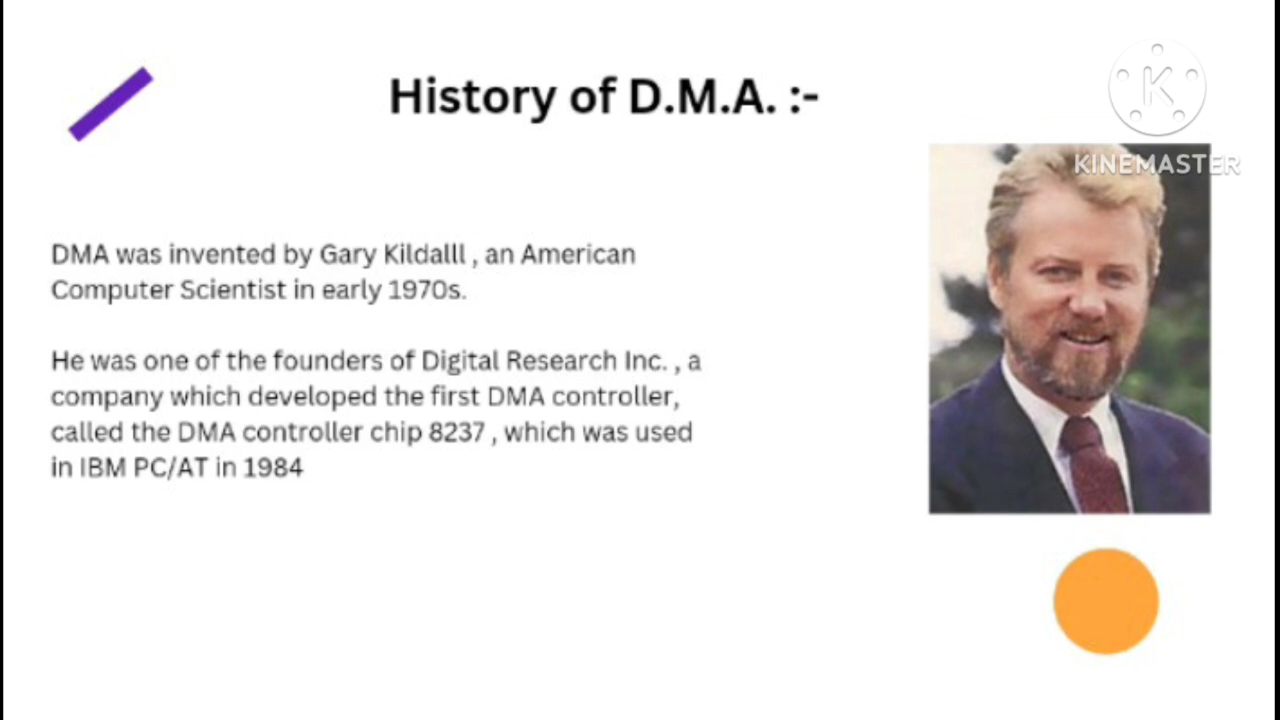 History of D.M.A. :-
K
KINEMASTER
DMA was invented by Gary Kildalll , an American
Computer Scientist in early 1970s.
He was one of the founders of Digital Research Inc. , a
company which developed the first DMA controller,
called the DMA controller chip 8237 , which was used
in IBM PC/AT in 1984